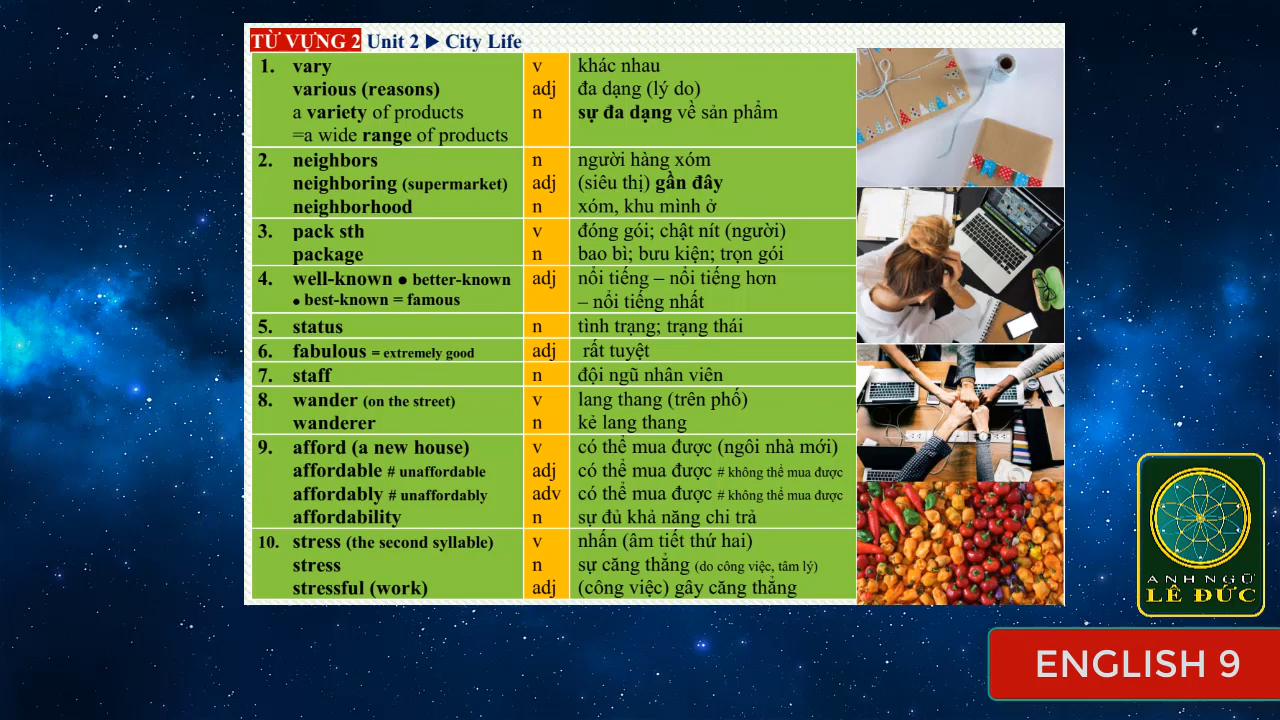 TỪ VỰNG 2 Unit 2 ▶ City Life
1. vary v khác nhau
various (reasons) adj đa dạng (lý do)
a variety of products n sự đa dạng về sản phẩm
=a wide range of products
2. neighbors n người hàng xóm
neighboring (supermarket) adj (siêu thị) gần đây
neighborhood n xóm, khu mình ở
3. pack sth v đóng gói; chật nít (người)
package n bao bì; bưu kiện; trọn gói
4. well-known ● better-known adj nổi tiếng – nổi tiếng hơn
● best-known = famous – nổi tiếng nhất
5. status n tình trạng; trạng thái
6. fabulous = extremely good adj rất tuyệt
7. staff n đội ngũ nhân viên
8. wander (on the street) v lang thang (trên phố)
wanderer n kẻ lang thang
9. afford (a new house) v có thể mua được (ngôi nhà mới)
affordable # unaffordable adj có thể mua được # không thể mua được
affordably # unaffordably adv có thể mua được # không thể mua được
affordability n sự đủ khả năng chi trả
10. stress (the second syllable) v nhấn (âm tiết thứ hai)
stress n sự căng thẳng (do công việc, tâm lý)
stressful (work) adj (công việc) gây căng thẳng
ANH NGỮ
LÊ ĐỨC
ENGLISH 9